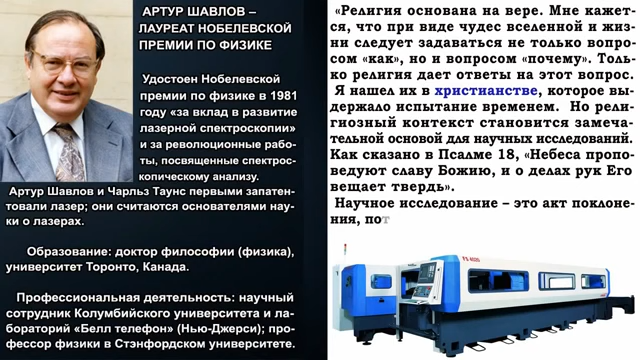 АРТУР ШАВЛОВ –
ЛАУРЕАТ НОБЕЛЕВСКОЙ
ПРЕМИИ ПО ФИЗИКЕ
Удостоен Нобелевской
премии по физике в 1981
году «за вклад в развитие
лазерной спектроскопии»
и за революционные рабо-
ты, посвященные спектрос-
копическому анализу.
Артур Шавлов и Чарльз Таунс первыми запатен-
товали лазер; они считаются основателями нау-
ки о лазерах.
Образование: доктор философии (физика),
университет Торонто, Канада.
Профессиональная деятельность: научный
сотрудник Колумбийского университета и ла-
бораторий «Белл телефон» (Нью-Джерси); про-
фессор физики в Стэнфордском университете.
«Религия основана на вере. Мне кажет-
ся, что при виде чудес вселенной и жиз-
ни следует задаваться не только вопро-
сом «как», но и вопросом «почему». Толь-
ко религия дает ответы на этот вопрос.
Я нашел их в христианстве, которое вы-
держало испытание временем. Но рели-
гиозный контекст становится замеча-
тельной основой для научных исследований.
Как сказано в Псалме 18, «Небеса пропо-
ведуют славу Божию, и о делах рук Его
вещает твердь».
Научное исследование – это акт поклоне-
ния, пот